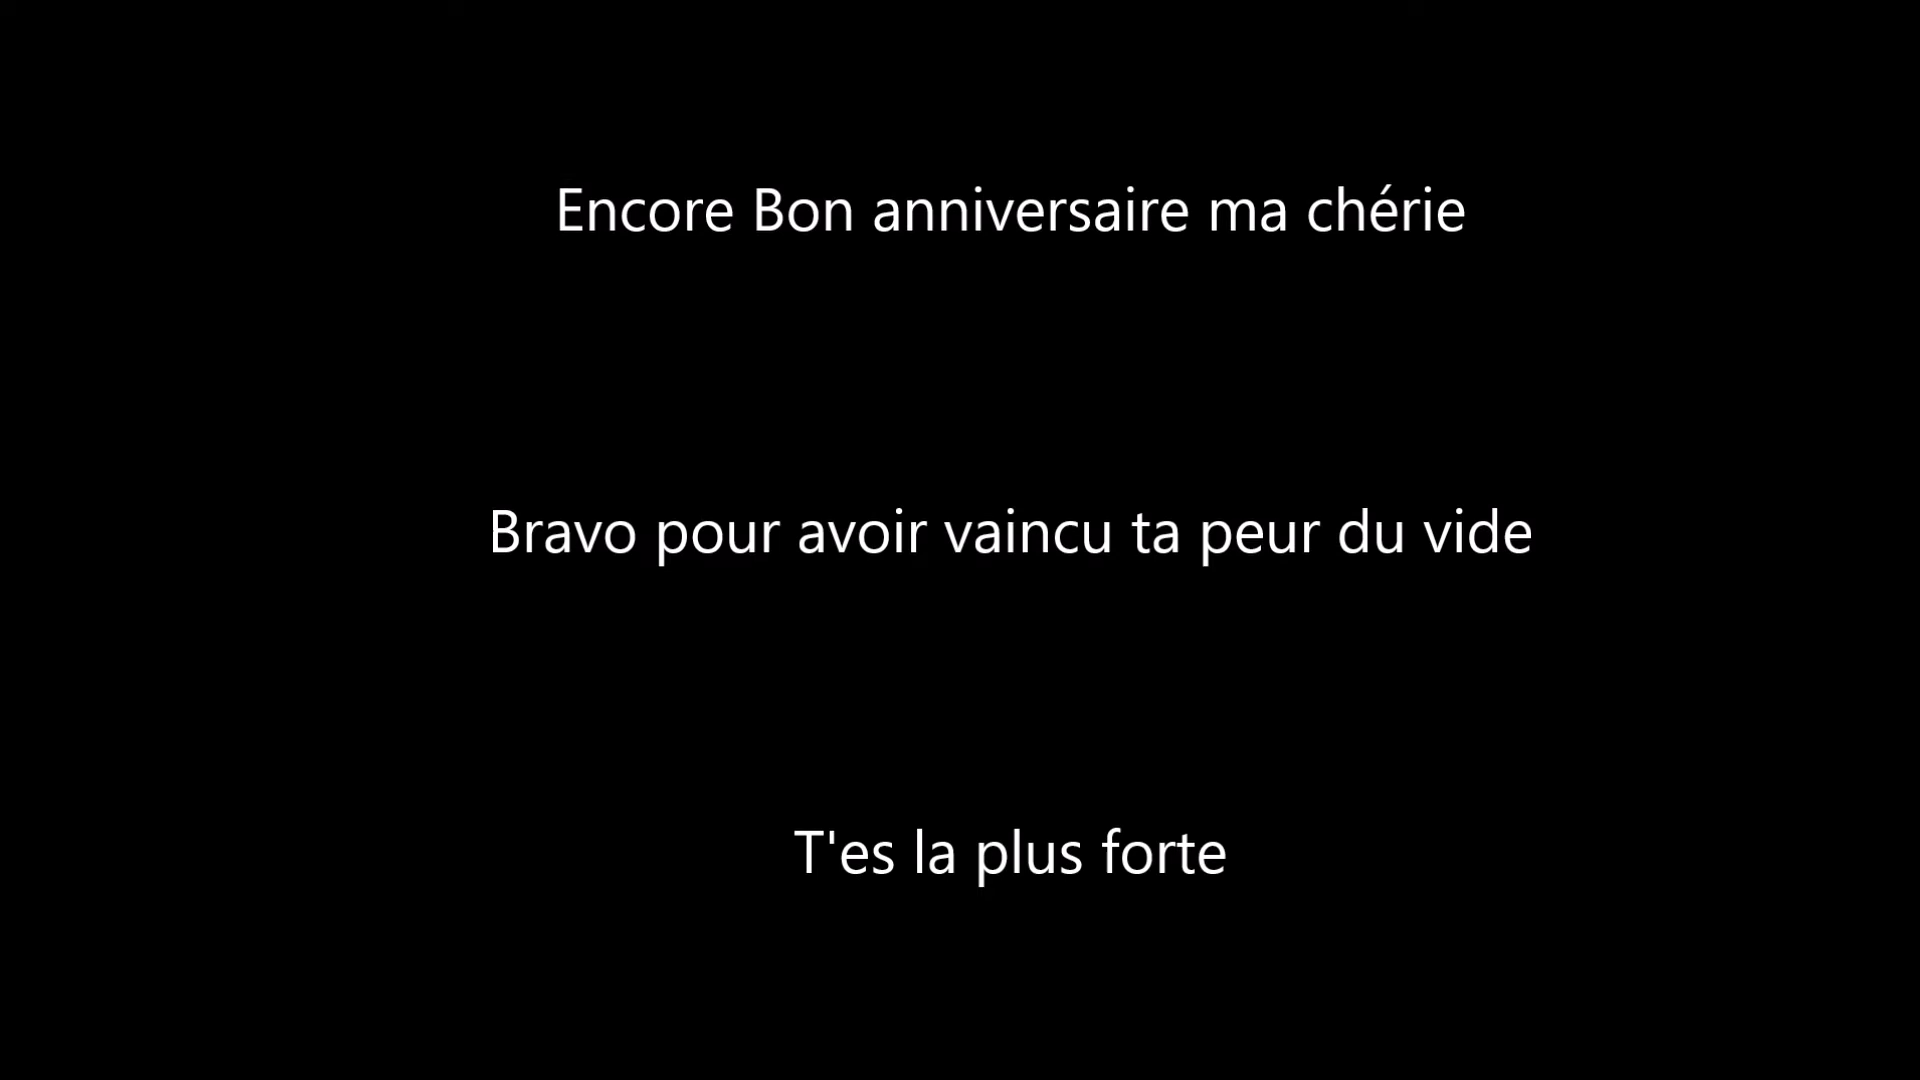 Encore Bon anniversaire ma chérie
Bravo pour avoir vaincu ta peur du vide
T'es la plus forte